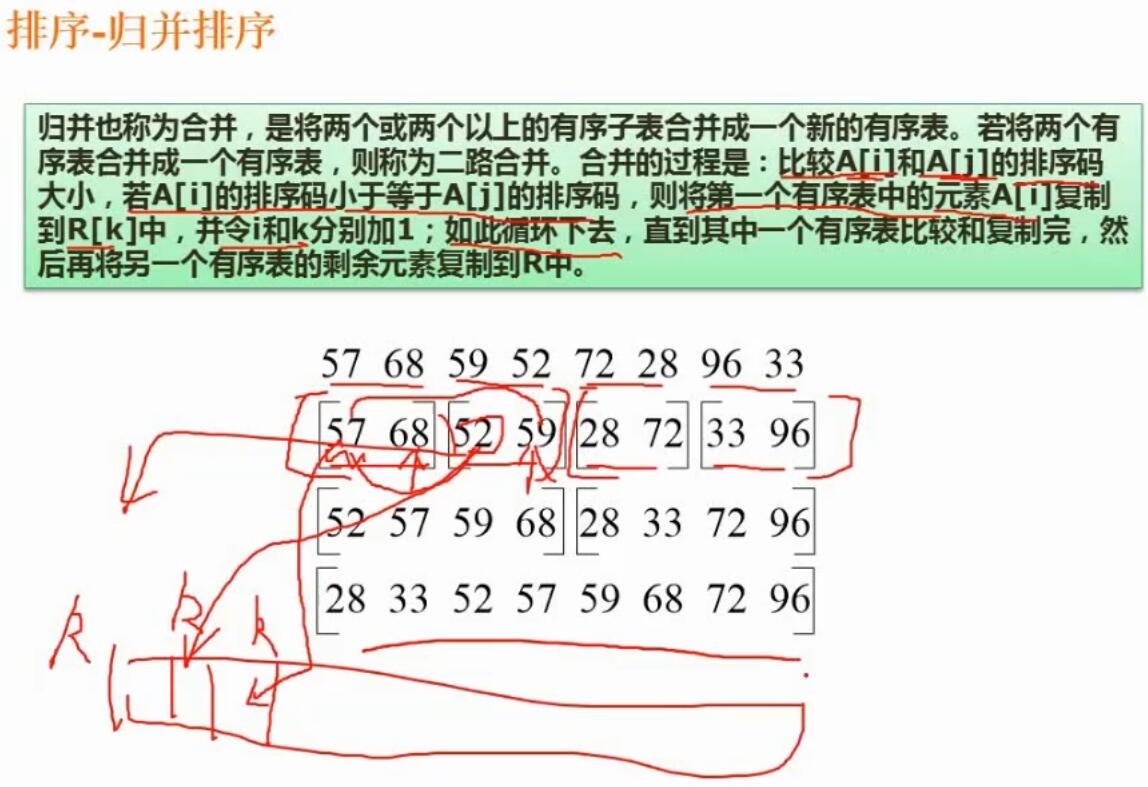 排序-归并排序
归并也称为合并，是将两个或两个以上的有序子表合并成一个新的有序表。若将两个有
序表合并成一个有序表，则称为二路合并。合并的过程是：比较A[i]和A[j]的排序码
大小，若A[i]的排序码小于等于A[j]的排序码，则将第一个有序表中的元素A[i]复制
到R[k]中，并令i和k分别加1；如此循环下去，直到其中一个有序表比较和复制完，然
后再将另一个有序表的剩余元素复制到R中。
57 68 59 52 72 28 96 33
[57 68] [52 59] [28 72] [33 96]
[52 57 59 68] [28 33 72 96]
[28 33 52 57 59 68 72 96]
R
k